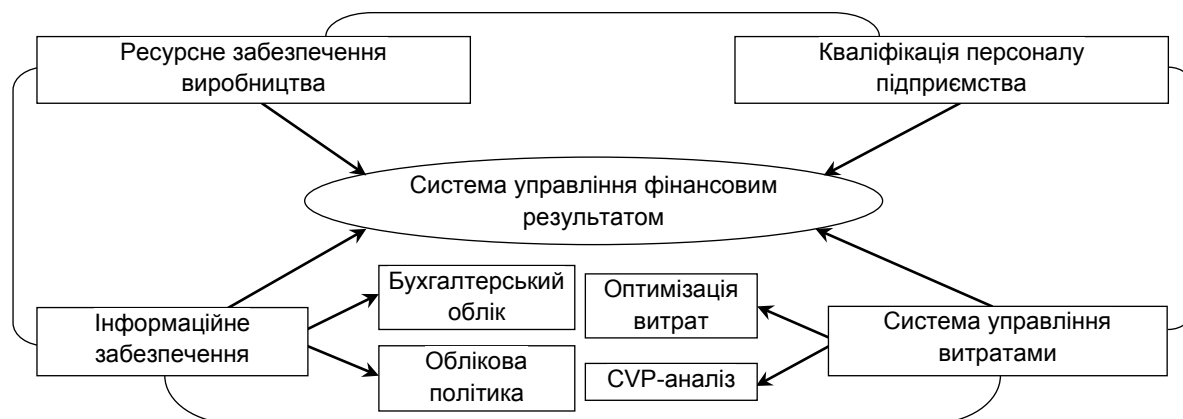 Ресурсне забезпечення
виробництва
Кваліфікація персоналу
підприємства
Система управління фінансовим
результатом
Інформаційне
забезпечення
Бухгалтерський
облік
Облікова
політика
Оптимізація
витрат
CVP-аналіз
Система управління
витратами